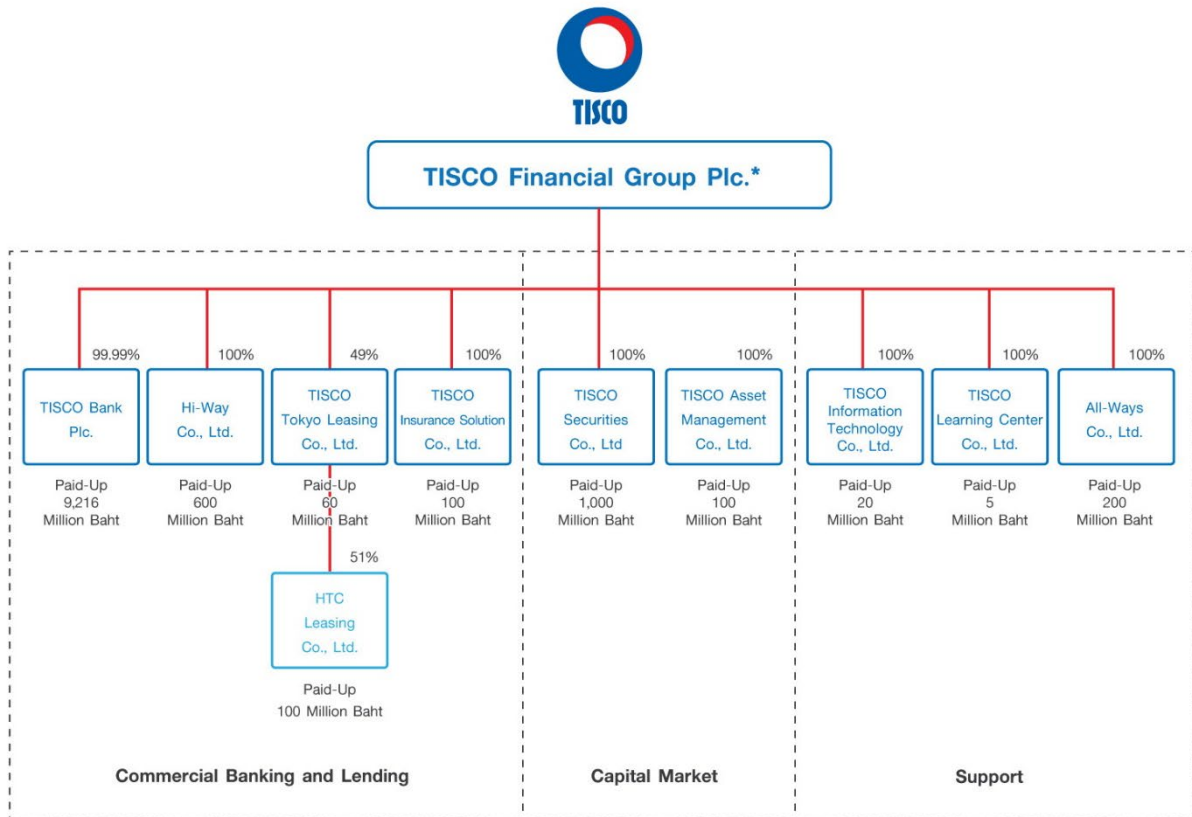 TISCO
TISCO Financial Group Plc.*
99.99%
TISCO Bank
Plc.
Paid-Up
9,216
Million Baht
100%
Hi-Way
Co., Ltd.
Paid-Up
600
Million Baht
49%
TISCO
Tokyo Leasing
Co., Ltd.
Paid-Up
60
Million Baht
51%
HTC
Leasing
Co., Ltd.
Paid-Up
100 Million Baht
100%
TISCO
Insurance Solution
Co., Ltd.
Paid-Up
100
Million Baht
Commercial Banking and Lending
100%
TISCO
Securities
Co., Ltd
Paid-Up
1,000
Million Baht
100%
TISCO Asset
Management
Co., Ltd.
Paid-Up
100
Million Baht
Capital Market
100%
TISCO
Information
Technology
Co., Ltd.
Paid-Up
20
Million Baht
100%
TISCO
Learning Center
Co., Ltd.
Paid-Up
5
Million Baht
100%
All-Ways
Co., Ltd.
Paid-Up
200
Million Baht
Support